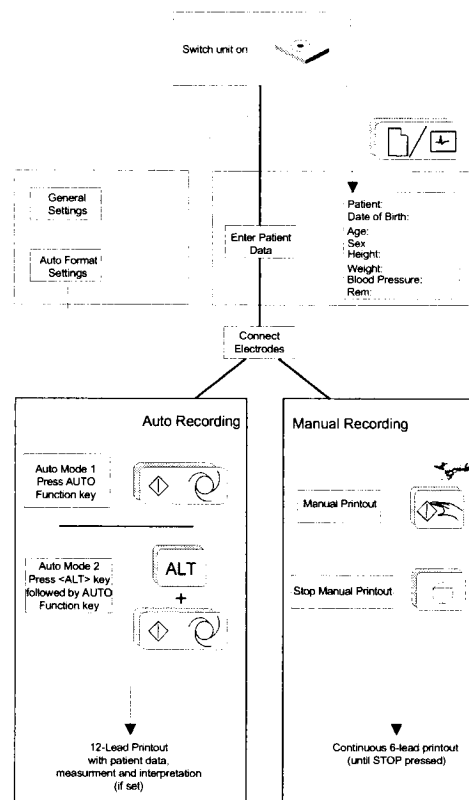 Switch unit on
General
Settings
Auto Format
Settings
Enter Patient
Data
Patient:
Date of Birth:
Age:
Sex
Height:
Weight:
Blood Pressure:
Rem:
Connect
Electrodes
Auto Recording
Auto Mode 1
Press AUTO
Function key
Auto Mode 2
Press <ALT> key
followed by AUTO
Function key
ALT
+
12-Lead Printout
with patient data,
measurment and interpretation
(if set)
Manual Recording
Manual Printout
Stop Manual Printout
Continuous 6-lead printout
(until STOP pressed)